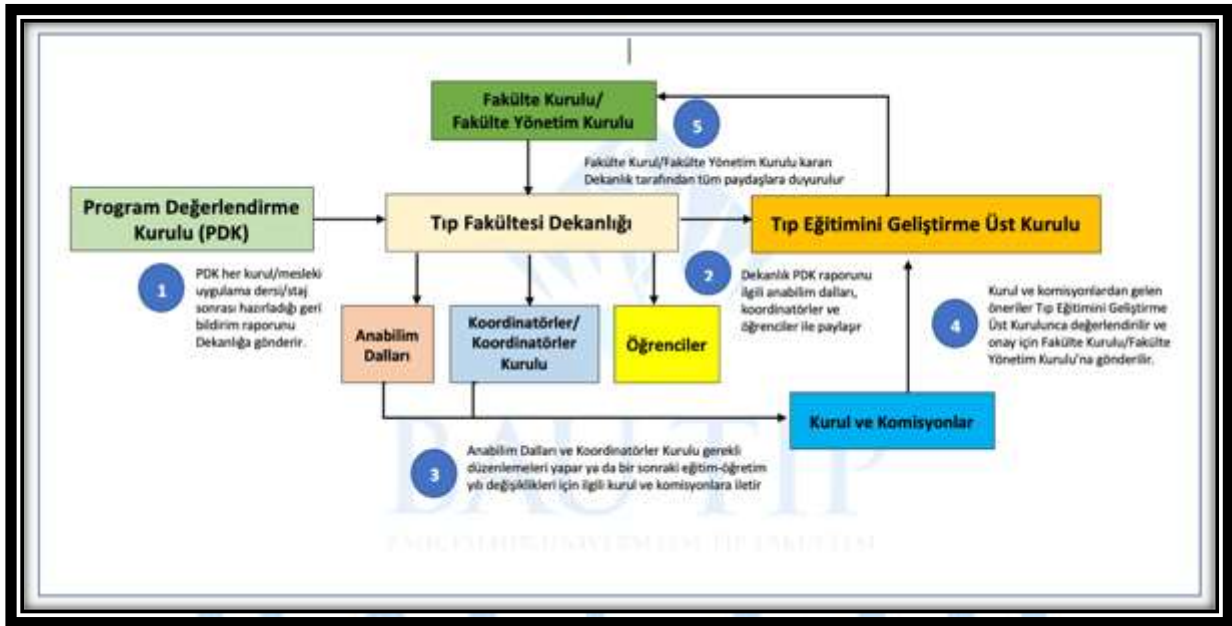 Fakülte Kurulu/
Fakülte Yönetim Kurulu
5
Fakülte Kurul/Fakülte Yönetim Kurulu kararı
Dekanlık tarafından tüm paydaşlara duyurulur
Program Değerlendirme
Kurulu (PDK)
Tıp Fakültesi Dekanlığı
Tıp Eğitimini Geliştirme Üst Kurulu
1
PDK her kurul/mesleki
uygulama dersi/staj
sonrası hazırladığı geri
bildirim raporunu
Dekanlığa gönderir.
2
Dekanlık PDK raporunu
ilgili anabilim dalları,
koordinatörler ve
öğrenciler ile paylaşır
4
Kurul ve komisyonlardan gelen
öneriler Tıp Eğitimini Geliştirme
Üst Kurulunca değerlendirilir ve
onay için Fakülte Kurulu/Fakülte
Yönetim Kurulu'na gönderilir.
Anabilim
Dalları
Koordinatörler/
Koordinatörler
Kurulu
Öğrenciler
Kurul ve Komisyonlar
3
Anabilim Dalları ve Koordinatörler Kurulu gerekli
düzenlemeleri yapar ya da bir sonraki eğitim-öğretim
yılı değişiklikleri için ilgili kurul ve komisyonlara iletir
BAU TIP